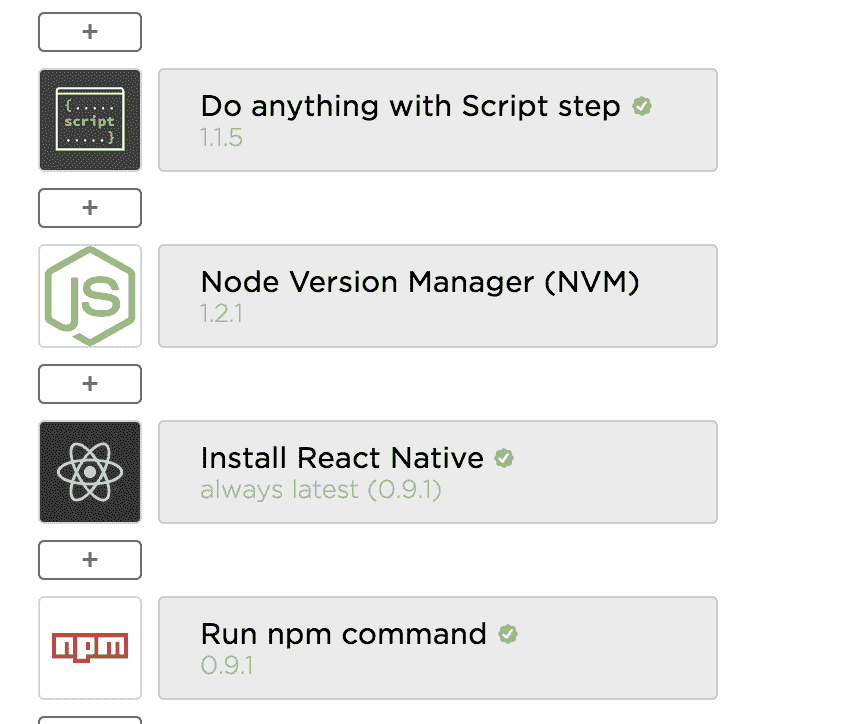 +
{.....
script
.....}
Do anything with Script step
1.1.5
+
JS
Node Version Manager (NVM)
1.2.1
+
Install React Native
always latest (0.9.1)
+
npm
Run npm command
0.9.1